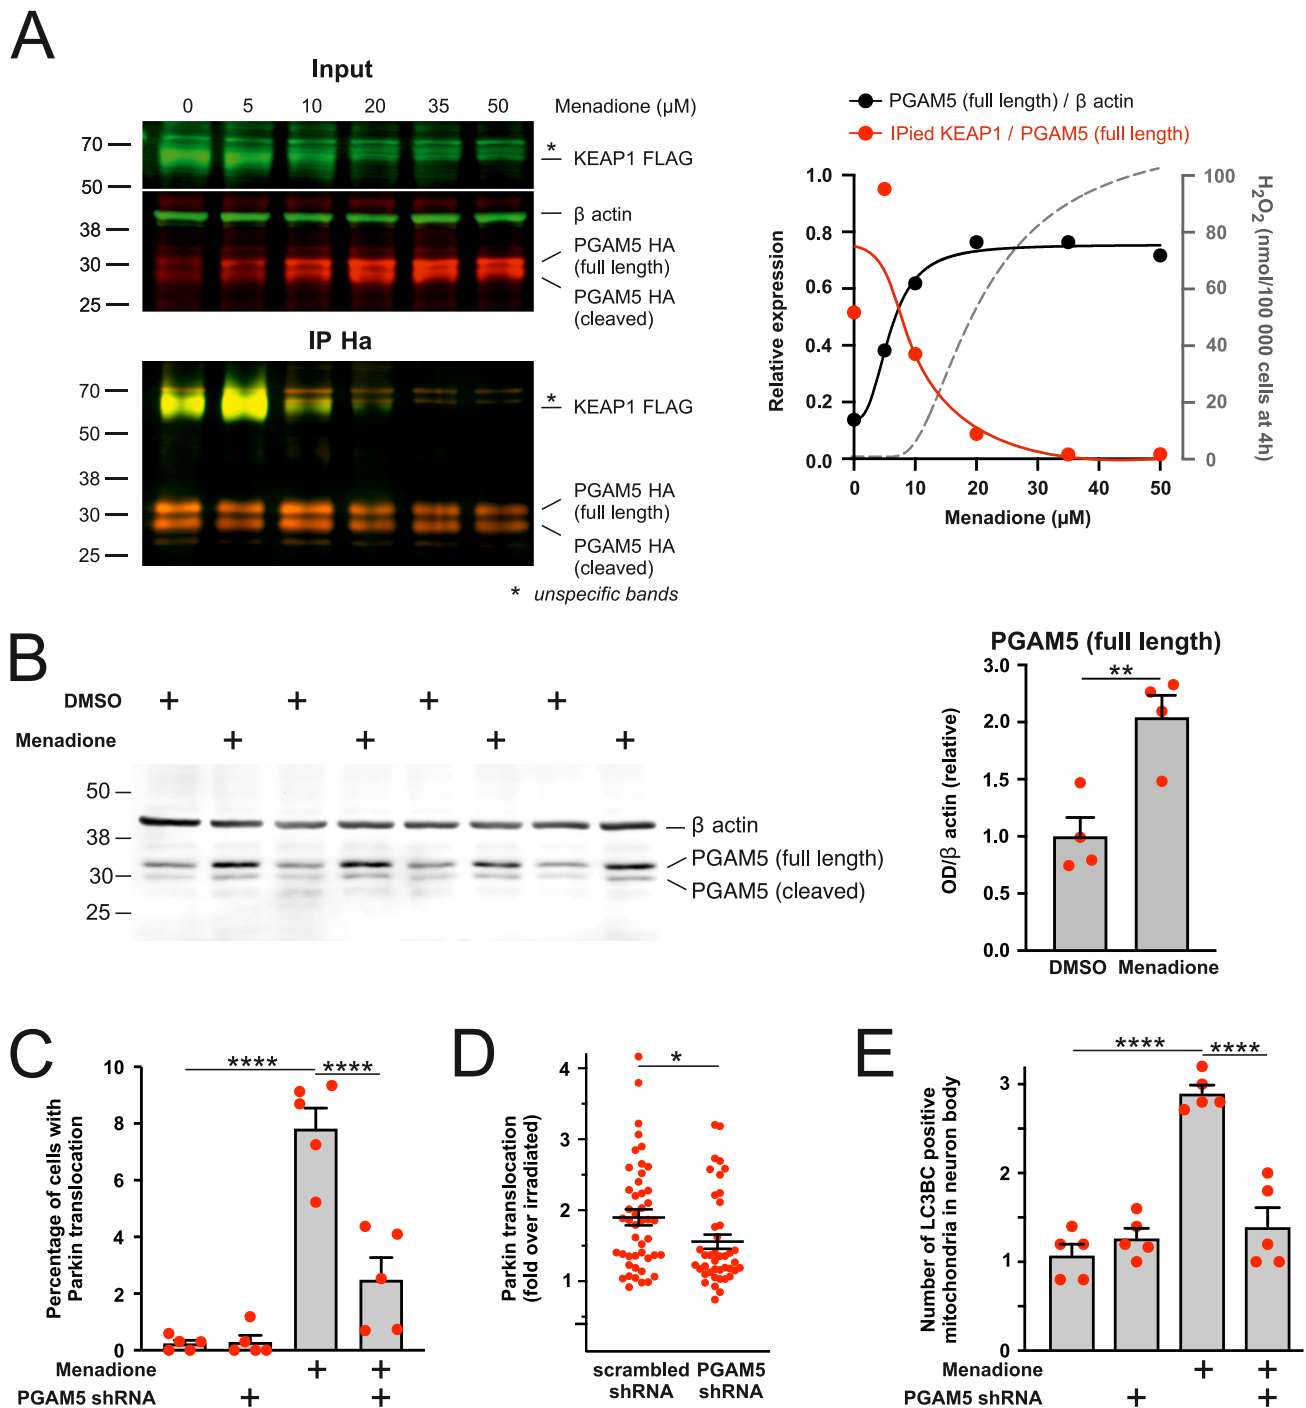 A
Input
0 5 10 20 35 50 Menadione (µM)
70
*
KEAP1 FLAG
50
β actin
38
PGAM5 HA
(full length)
30
PGAM5 HA
(cleaved)
25
IP Ha
70
*
KEAP1 FLAG
50
38
PGAM5 HA
(full length)
30
PGAM5 HA
(cleaved)
25
* unspecific bands
PGAM5 (full length) / β actin
IPied KEAP1 / PGAM5 (full length)
Relative expression
1.0
0.8
0.6
0.4
0.2
0.0
100
80
60
40
20
0
H2O2 (nmol/100 000 cells at 4h)
0 10 20 30 40 50
Menadione (µM)
B
DMSO + + + +
Menadione + + + +
50
38
30
25
β actin
PGAM5 (full length)
PGAM5 (cleaved)
PGAM5 (full length)
**
OD/β actin (relative)
3.0
2.0
1.5
1.0
0.5
0.0
DMSO Menadione
C
Percentage of cells with
Parkin translocation
10
8
6
4
2
0
**** ****
Menadione + +
PGAM5 shRNA + +
D
Parkin translocation
(fold over irradiated)
4
3
2
1
*
scrambled
shRNA
PGAM5
shRNA
E
Number of LC3BC positive
mitochondria in neuron body
3
2
1
0
**** ****
Menadione + +
PGAM5 shRNA + +